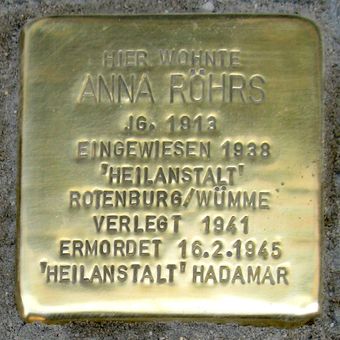 HIER WOHNTE
ANNA RÖHRS
JG. 1913
EINGEWIESEN 1938
'HEILANSTALT'
ROTENBURG/WÜMME
VERLEGT 1941
ERMORDET 16.2.1945
'HEILANSTALT' HADAMAR